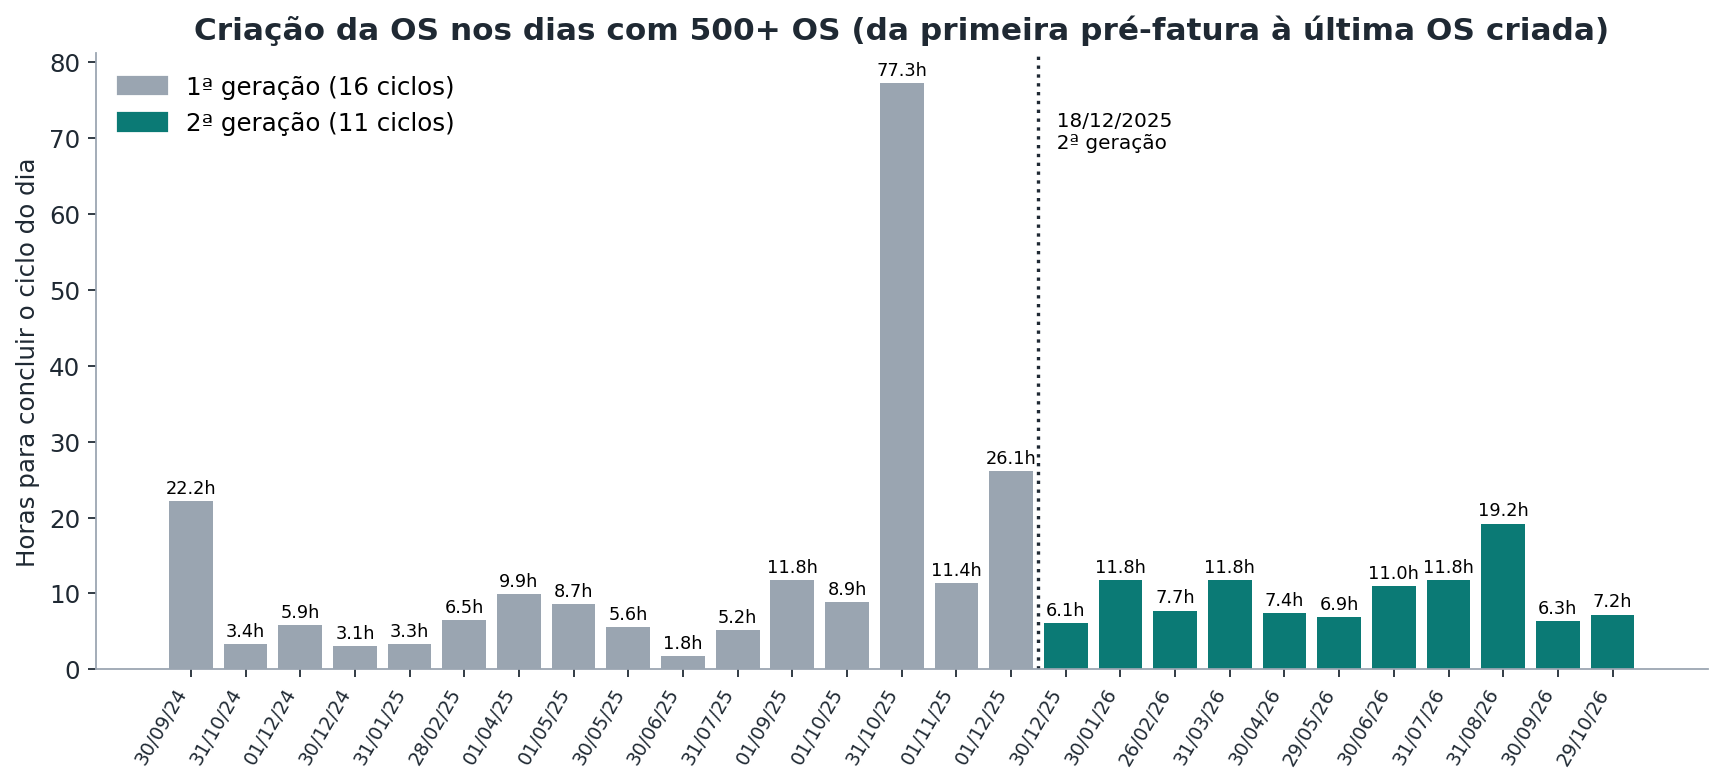 Criação da OS nos dias com 500+ OS (da primeira pré-fatura à última OS criada)
Horas para concluir o ciclo do dia
80
70
60
50
40
30
20
10
0
1ª geração (16 ciclos)
2ª geração (11 ciclos)
18/12/2025
2ª geração
22.2h
3.4h
5.9h
3.1h
3.3h
6.5h
9.9h
8.7h
5.6h
1.8h
5.2h
11.8h
8.9h
77.3h
11.4h
26.1h
6.1h
11.8h
7.7h
11.8h
7.4h
6.9h
11.0h
11.8h
19.2h
6.3h
7.2h
30/09/24
31/10/24
01/12/24
30/12/24
31/01/25
28/02/25
01/04/25
01/05/25
30/05/25
30/06/25
31/07/25
01/09/25
01/10/25
31/10/25
01/11/25
01/12/25
30/12/25
30/01/26
26/02/26
31/03/26
30/04/26
29/05/26
30/06/26
31/07/26
31/08/26
30/09/26
29/10/26